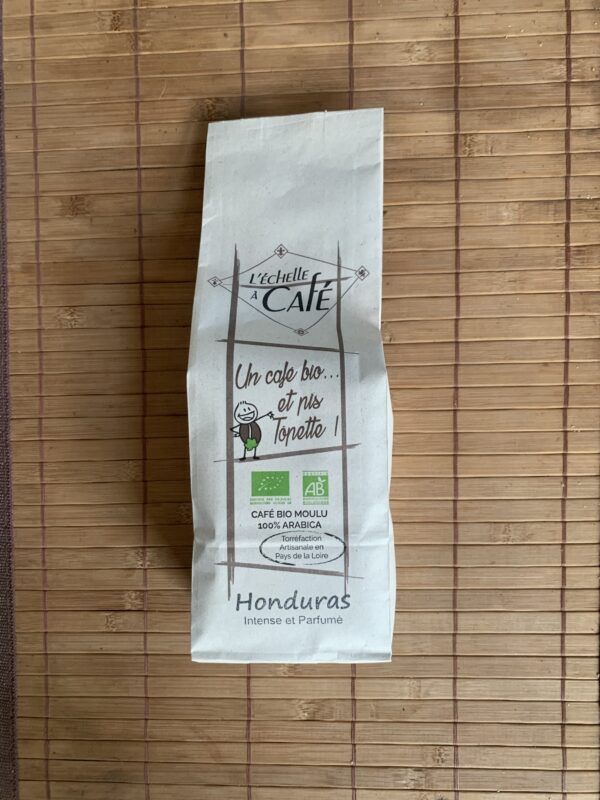 L'ÉCHELLE
À CAFÉ
Un café bio...
et pis
Topette !
AB
CAFÉ BIO MOULU
100% ARABICA
Torréfaction
Artisanale en
Pays de la Loire
Honduras
Intense et Parfumé